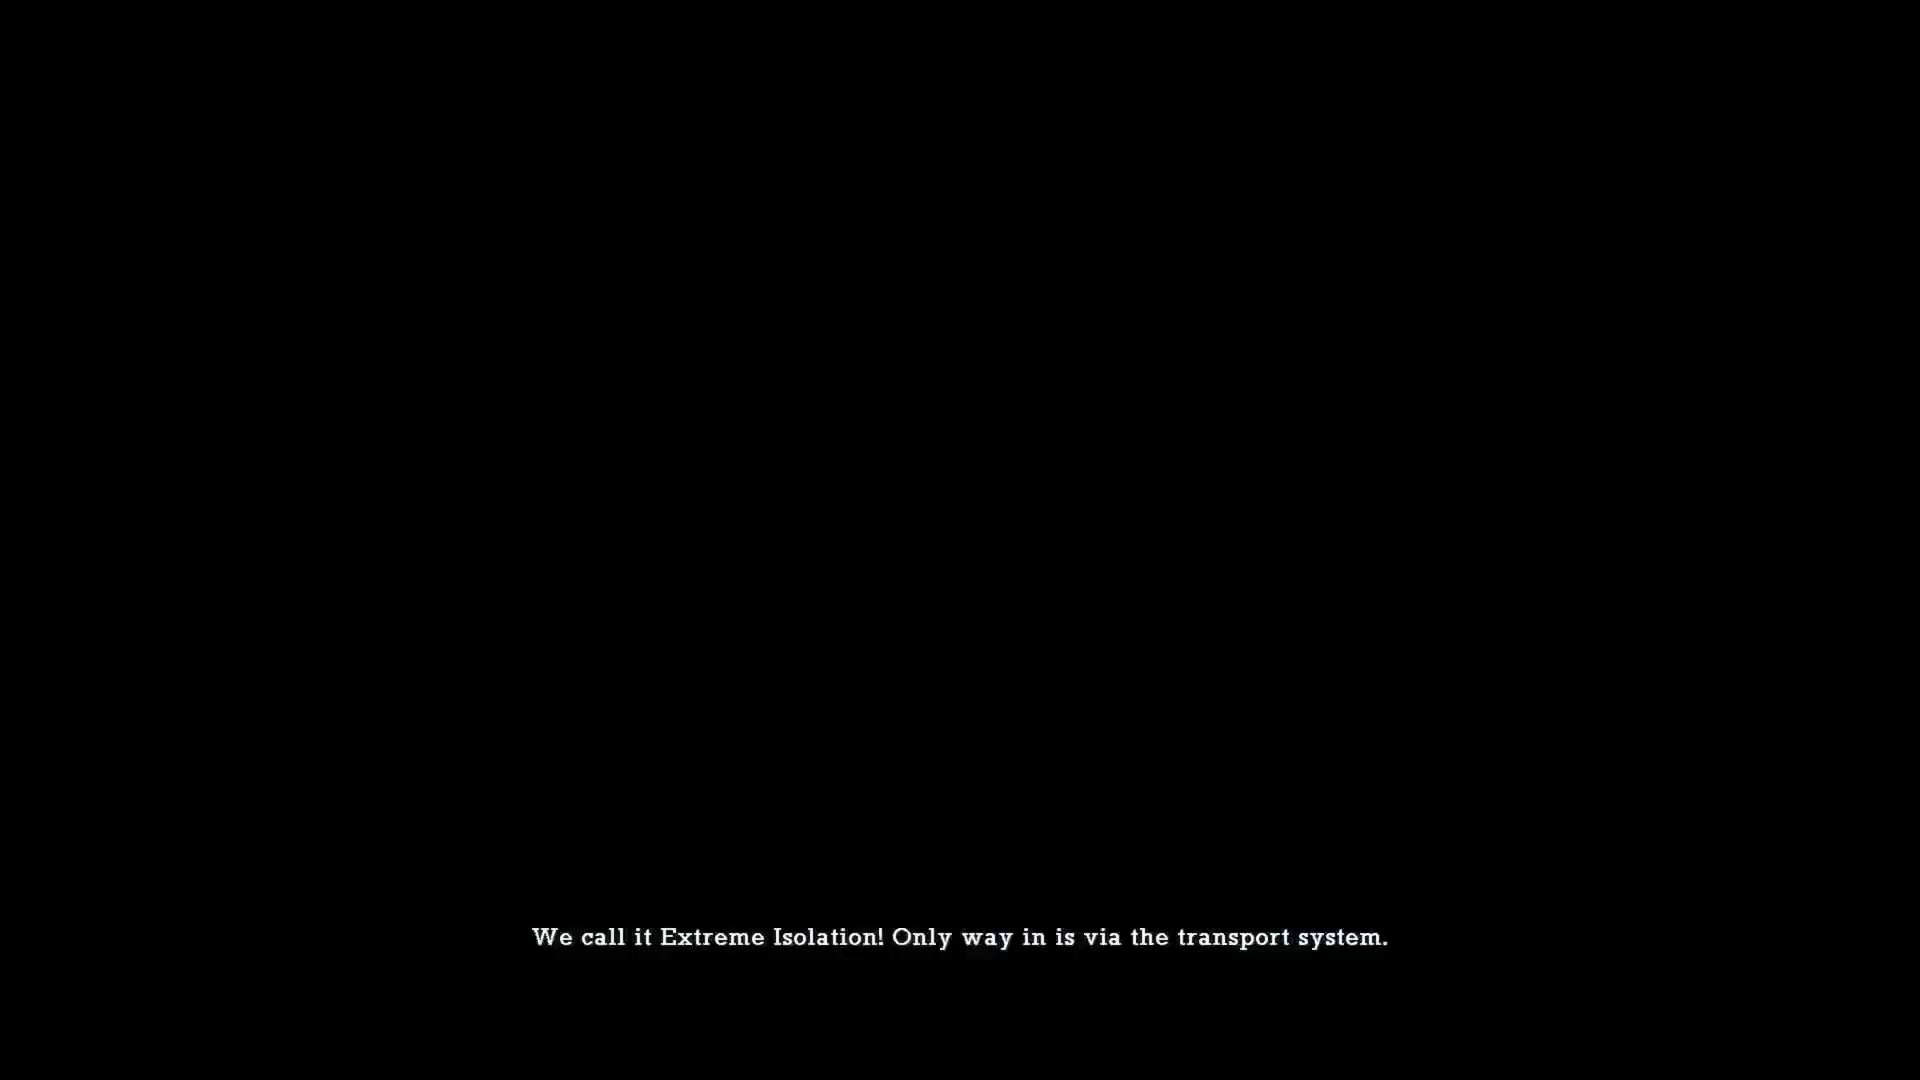 We call it Extreme Isolation! Only way in is via the transport system.